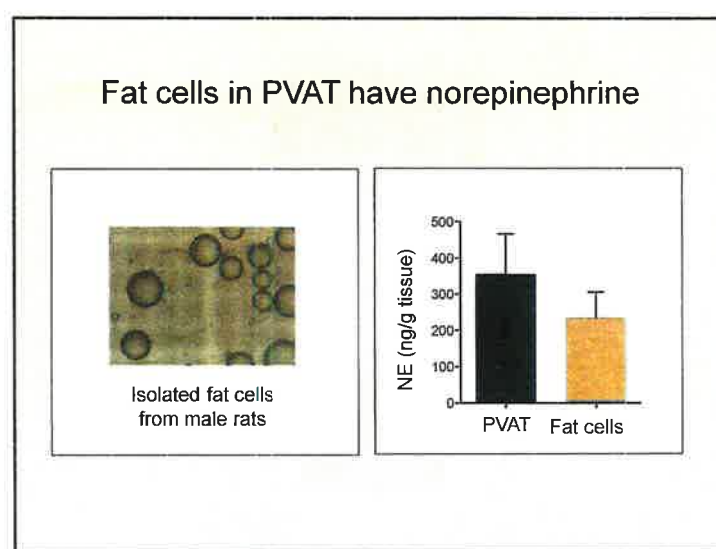 Fat cells in PVAT have norepinephrine
Isolated fat cells
from male rats
NE (ng/g tissue)
500
400
300
200
100
0
PVAT
Fat cells